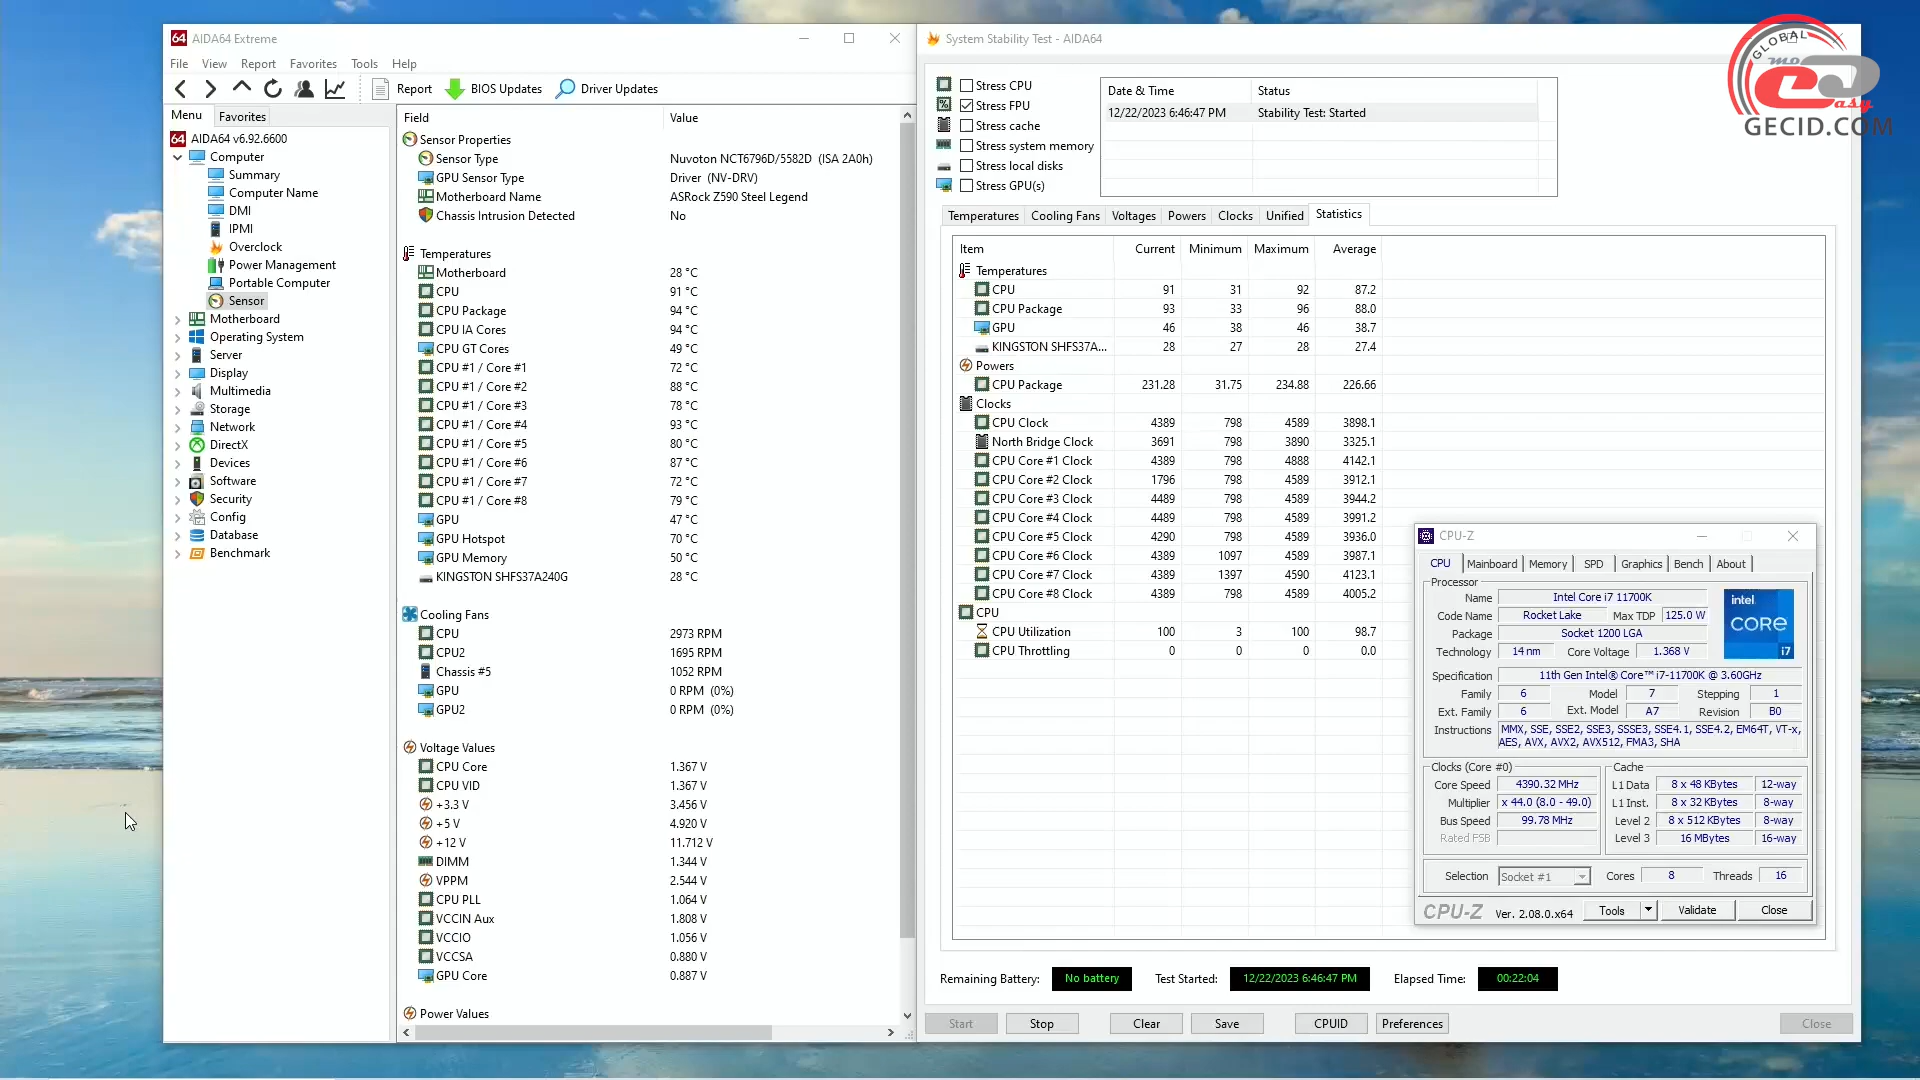 AIDA64 Extreme
File View Report Favorites Tools Help
Report BIOS Updates Driver Updates
Menu Favorites
AIDA64 v6.92.6600
Computer
Summary
Computer Name
DMI
IPMI
Overclock
Power Management
Portable Computer
Sensor
Motherboard
Operating System
Server
Display
Multimedia
Storage
Network
DirectX
Devices
Software
Security
Config
Database
Benchmark
Field Value
Sensor Properties
Sensor Type Nuvoton NCT6796D/5582D (ISA 2A0h)
GPU Sensor Type Driver (NV-DRV)
Motherboard Name ASRock Z590 Steel Legend
Chassis Intrusion Detected No
Temperatures
Motherboard 28 °C
CPU 91 °C
CPU Package 94 °C
CPU IA Cores 94 °C
CPU GT Cores 49 °C
CPU #1 / Core #1 72 °C
CPU #1 / Core #2 88 °C
CPU #1 / Core #3 78 °C
CPU #1 / Core #4 93 °C
CPU #1 / Core #5 80 °C
CPU #1 / Core #6 87 °C
CPU #1 / Core #7 72 °C
CPU #1 / Core #8 79 °C
GPU 47 °C
GPU Hotspot 70 °C
GPU Memory 50 °C
KINGSTON SHFS37A240G 28 °C
Cooling Fans
CPU 2973 RPM
CPU2 1695 RPM
Chassis #5 1052 RPM
GPU 0 RPM (0%)
GPU2 0 RPM (0%)
Voltage Values
CPU Core 1.367 V
CPU VID 1.367 V
+3.3 V 3.456 V
+5 V 4.920 V
+12 V 11.712 V
DIMM 1.344 V
VPPM 2.544 V
CPU PLL 1.064 V
VCCIN Aux 1.808 V
VCCIO 1.056 V
VCCSA 0.880 V
GPU Core 0.887 V
Power Values
System Stability Test - AIDA64
Stress CPU
Stress FPU
Stress cache
Stress system memory
Stress local disks
Stress GPU(s)
Date & Time Status
12/22/2023 6:46:47 PM Stability Test: Started
Temperatures Cooling Fans Voltages Powers Clocks Unified Statistics
Item Current Minimum Maximum Average
Temperatures
CPU 91 31 92 87.2
CPU Package 93 33 96 88.0
GPU 46 38 46 38.7
KINGSTON SHFS37A... 28 27 28 27.4
Powers
CPU Package 231.28 31.75 234.88 226.66
Clocks
CPU Clock 4389 798 4589 3898.1
North Bridge Clock 3691 798 3890 3325.1
CPU Core #1 Clock 4389 798 4888 4142.1
CPU Core #2 Clock 1796 798 4589 3912.1
CPU Core #3 Clock 4489 798 4589 3944.2
CPU Core #4 Clock 4489 798 4589 3991.2
CPU Core #5 Clock 4290 798 4589 3936.0
CPU Core #6 Clock 4389 1097 4589 3987.1
CPU Core #7 Clock 4389 1397 4590 4123.1
CPU Core #8 Clock 4389 798 4589 4005.2
CPU
CPU Utilization 100 3 100 98.7
CPU Throttling 0 0 0 0.0
Remaining Battery: No battery Test Started: 12/22/2023 6:46:47 PM Elapsed Time: 00:22:04
Start Stop Clear Save CPUID Preferences Close
CPU-Z
CPU Mainboard Memory SPD Graphics Bench About
Processor
Name Intel Core i7 11700K
Code Name Rocket Lake Max TDP 125.0 W
Package Socket 1200 LGA
Technology 14 nm Core Voltage 1.368 V
intel CORE i7
Specification 11th Gen Intel® Core™ i7-11700K @ 3.60GHz
Family 6 Model 7 Stepping 1
Ext. Family 6 Ext. Model A7 Revision B0
Instructions MMX, SSE, SSE2, SSE3, SSSE3, SSE4.1, SSE4.2, EM64T, VT-x,
AES, AVX, AVX2, AVX512, FMA3, SHA
Clocks (Core #0) Cache
Core Speed 4390.32 MHz L1 Data 8 x 48 KBytes 12-way
Multiplier x 44.0 (8.0 - 49.0) L1 Inst. 8 x 32 KBytes 8-way
Bus Speed 99.78 MHz Level 2 8 x 512 KBytes 8-way
Rated FSB Level 3 16 MBytes 16-way
Selection Socket #1 Cores 8 Threads 16
CPU-Z Ver. 2.08.0.x64 Tools Validate Close
GLOBAL
easy
GECID.COM